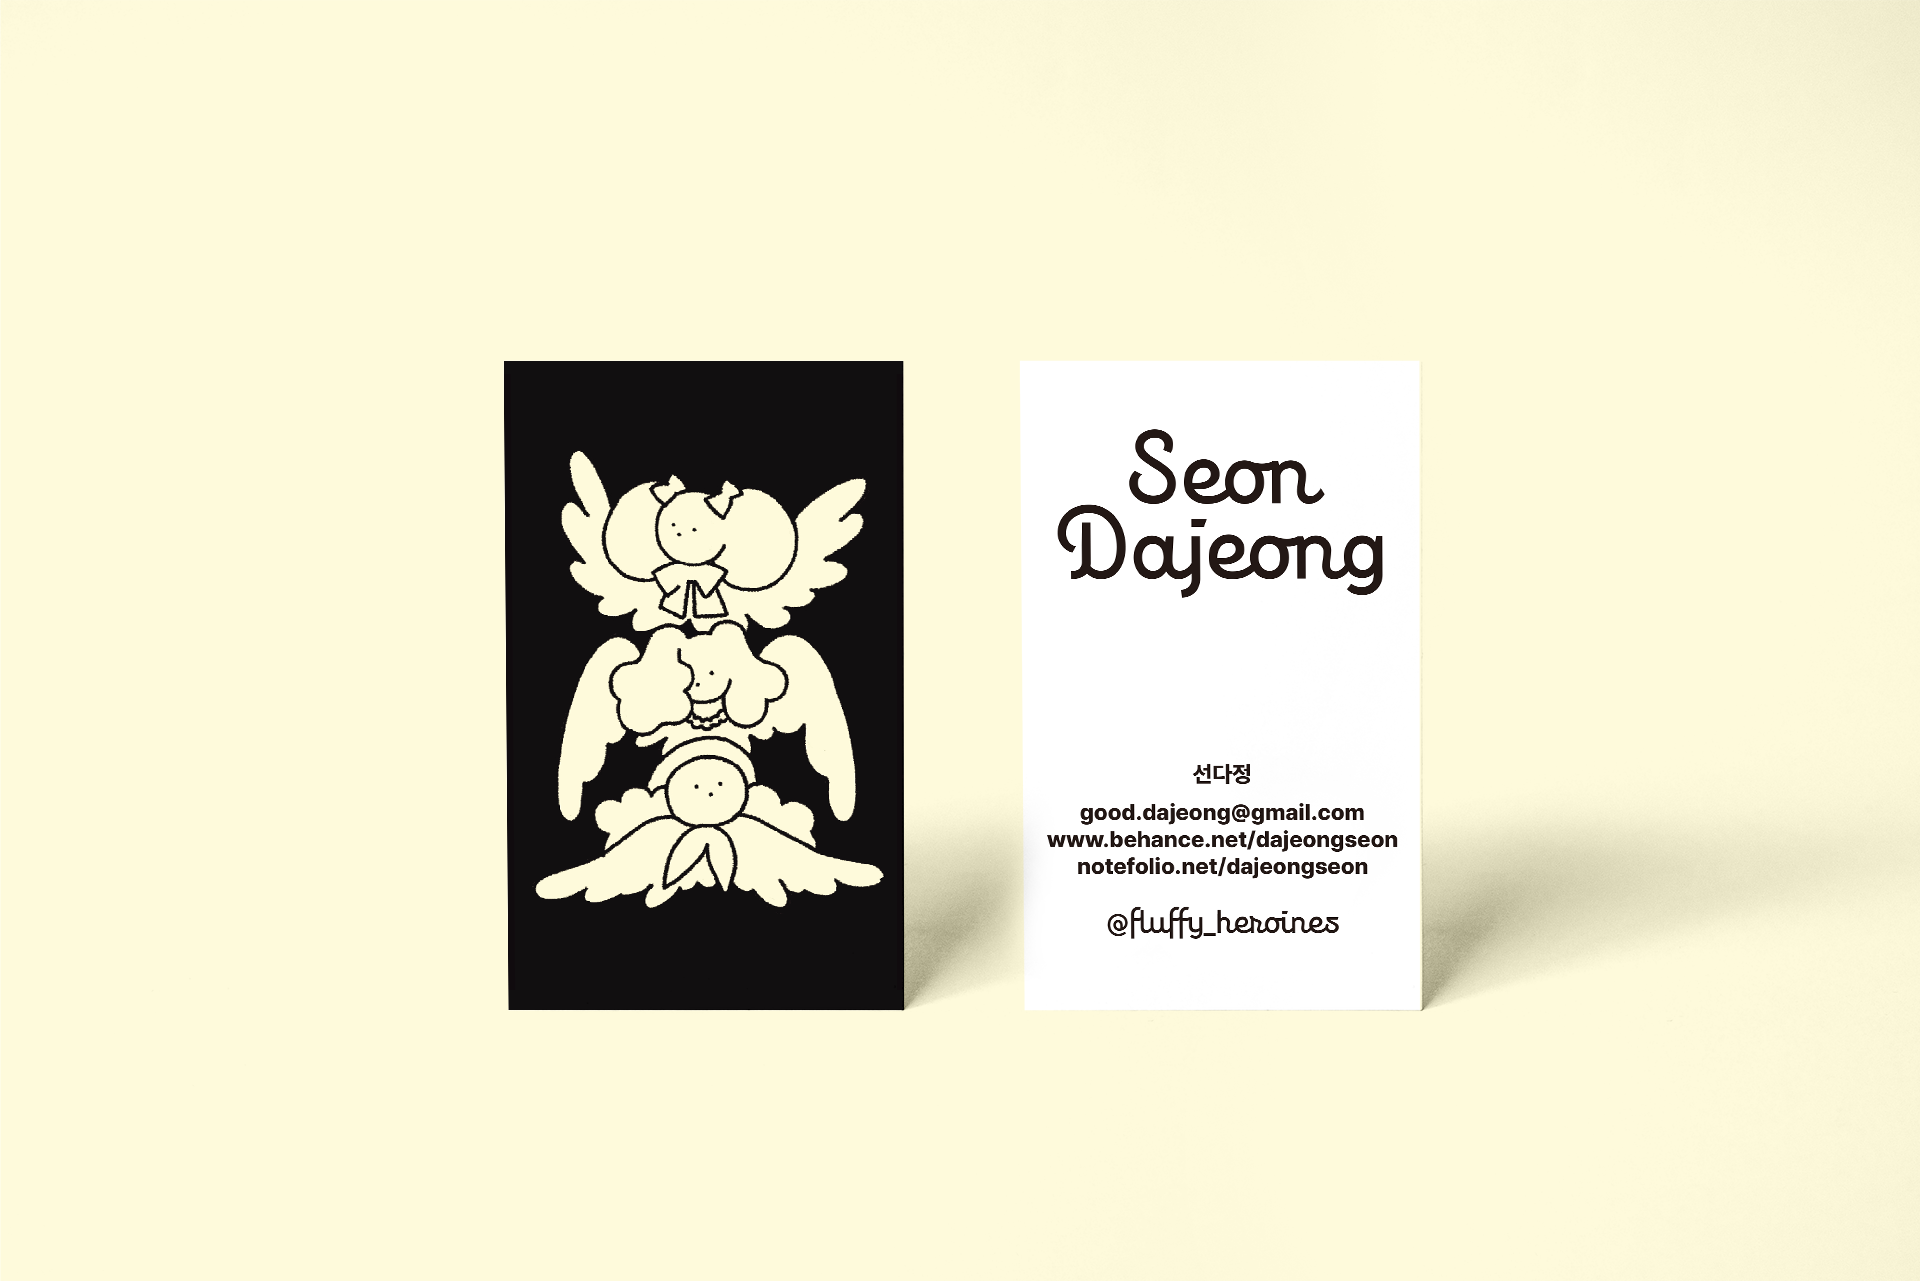 Seon
Dajeong
선다정
good.dajeong@gmail.com
www.behance.net/dajeongseon
notefolio.net/dajeongseon
@fluffy_heroines